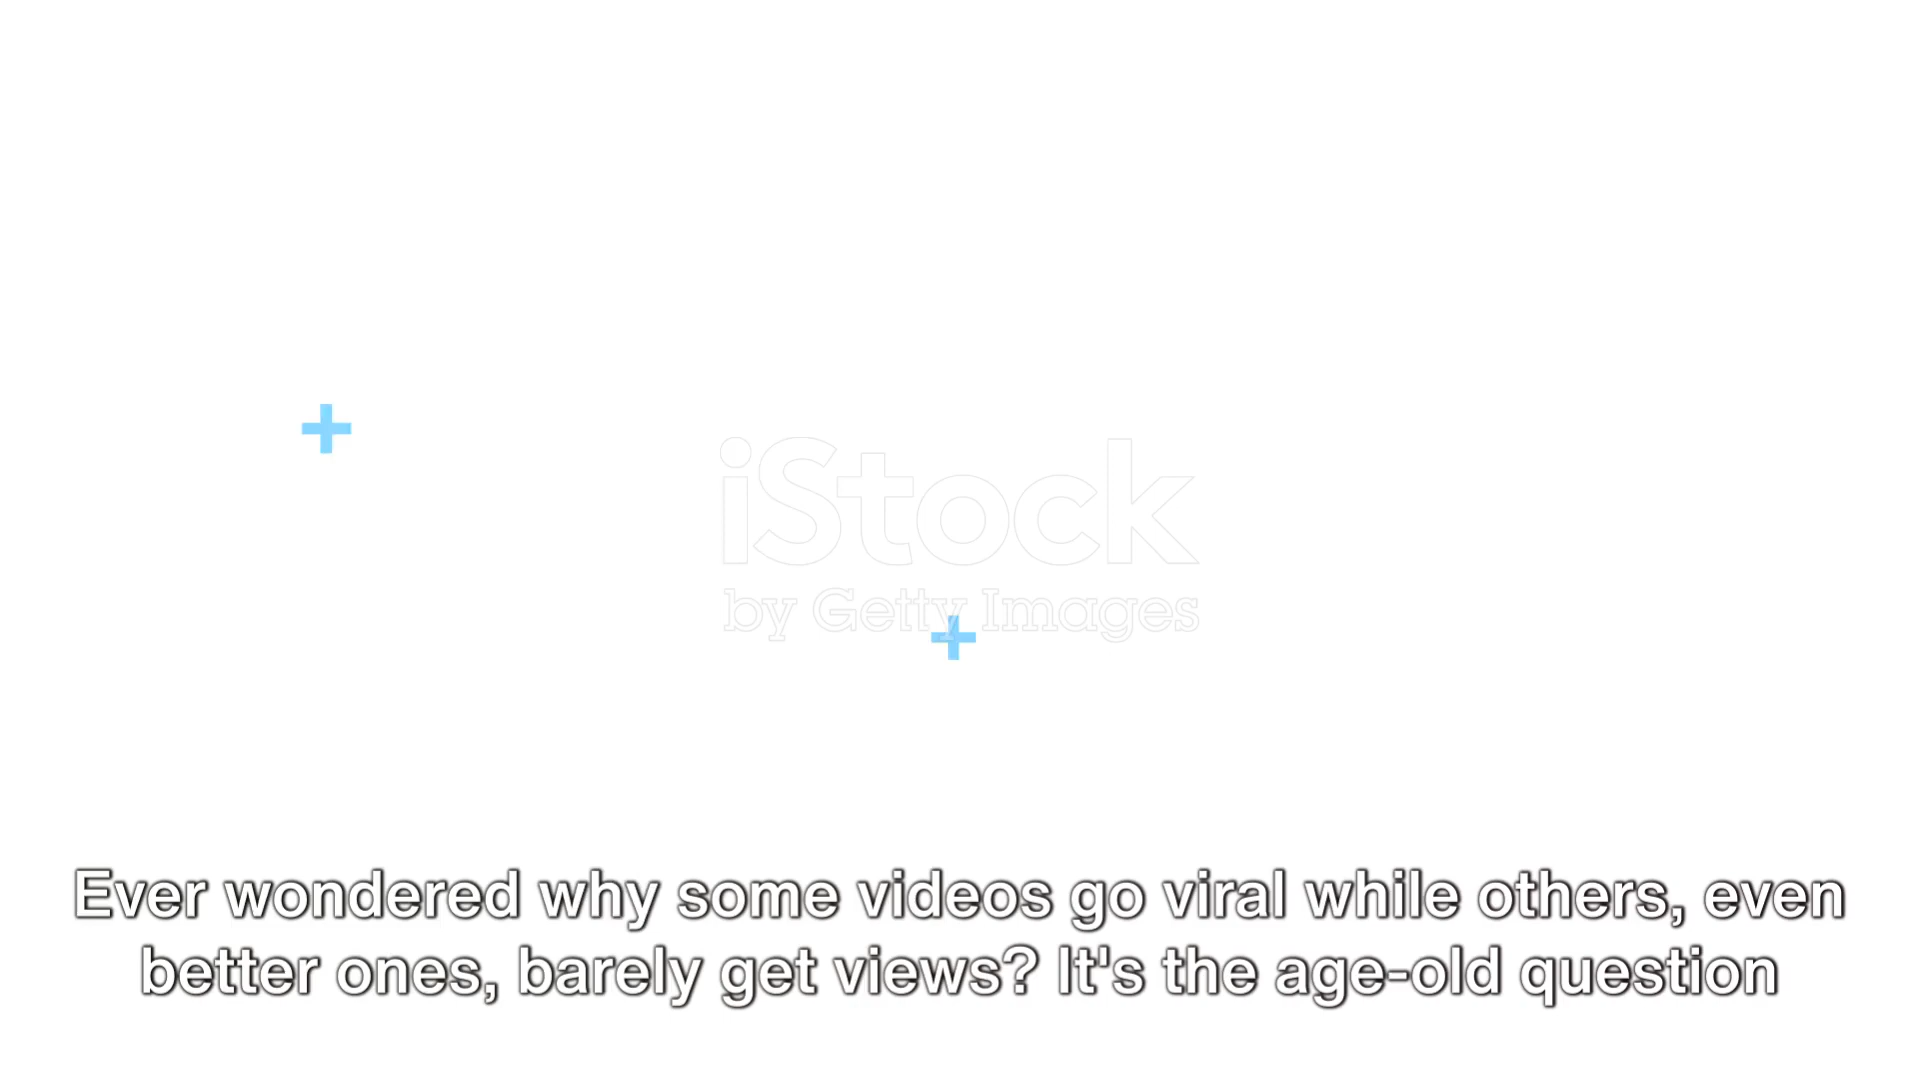 iStock
by Getty Images
Ever wondered why some videos go viral while others, even
better ones, barely get views? It's the age-old question